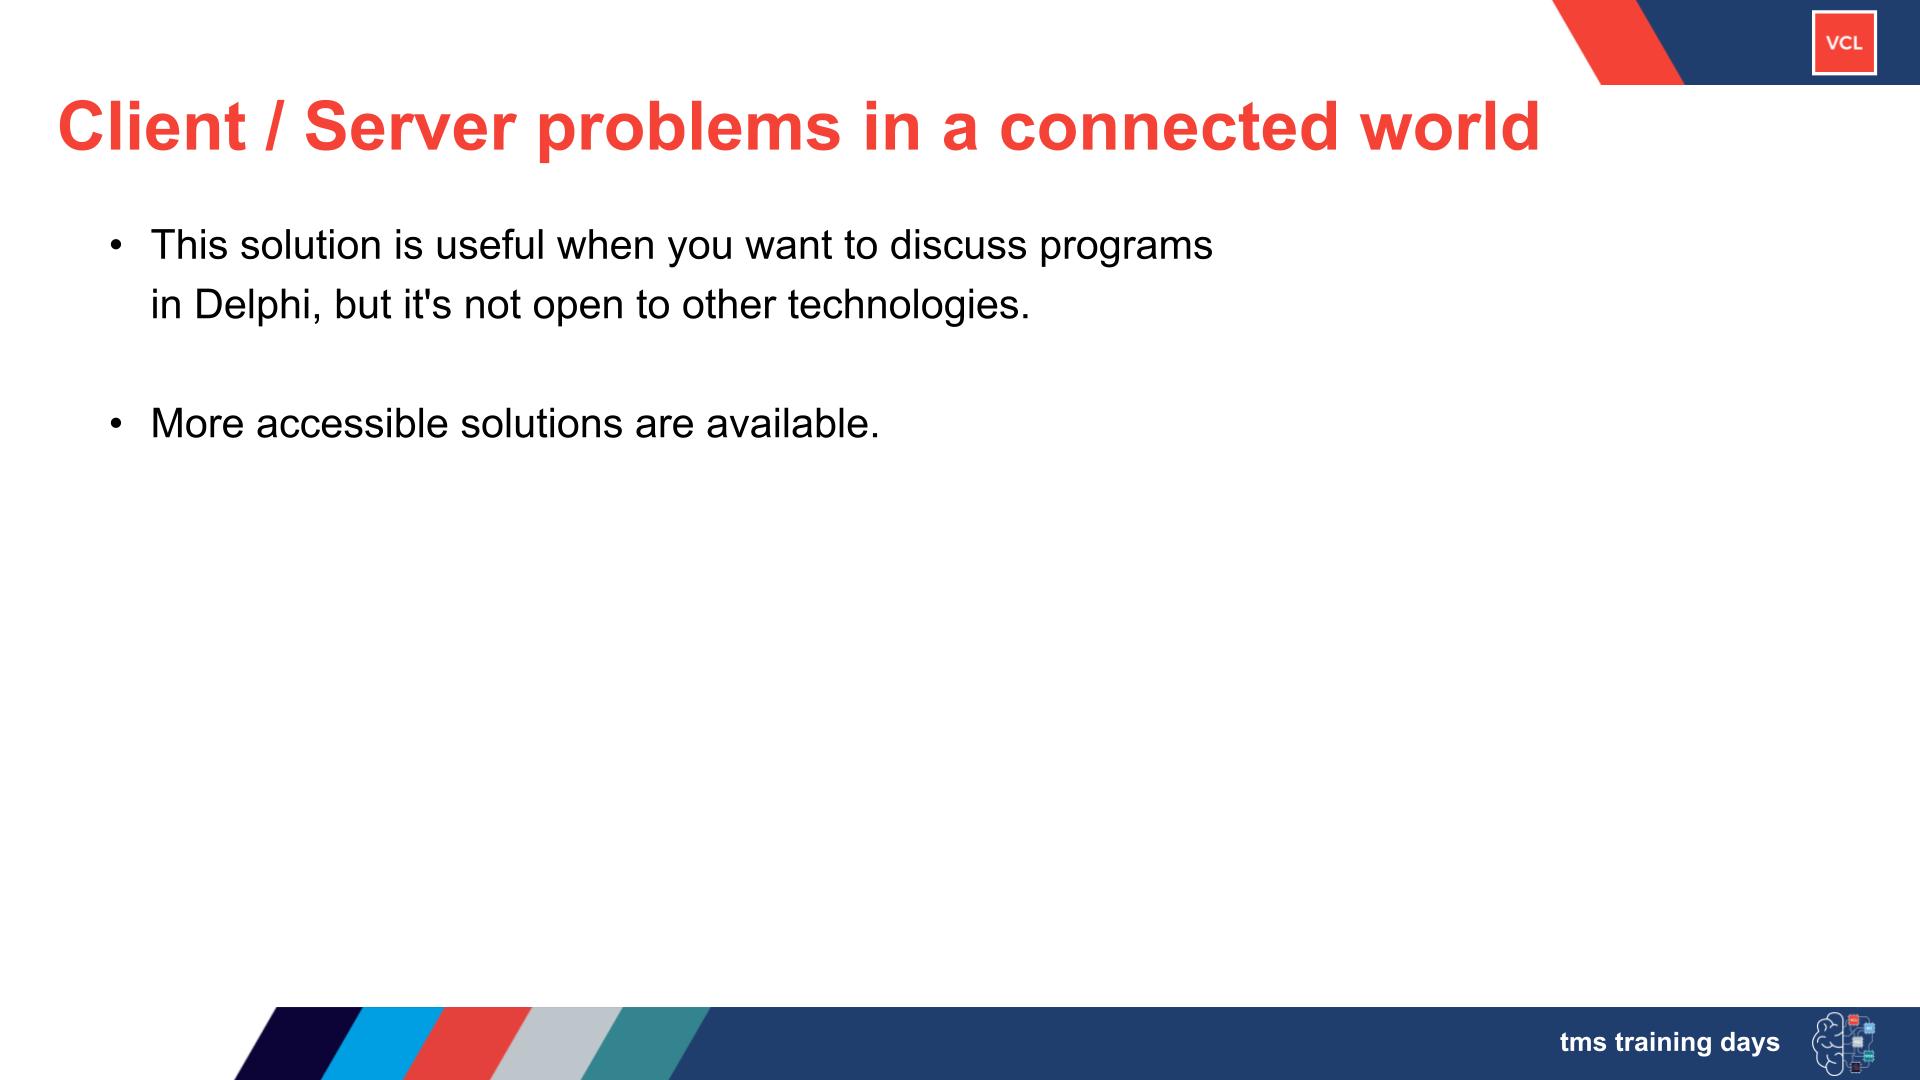 VCL
Client / Server problems in a connected world
• This solution is useful when you want to discuss programs
in Delphi, but it's not open to other technologies.
• More accessible solutions are available.
tms training days